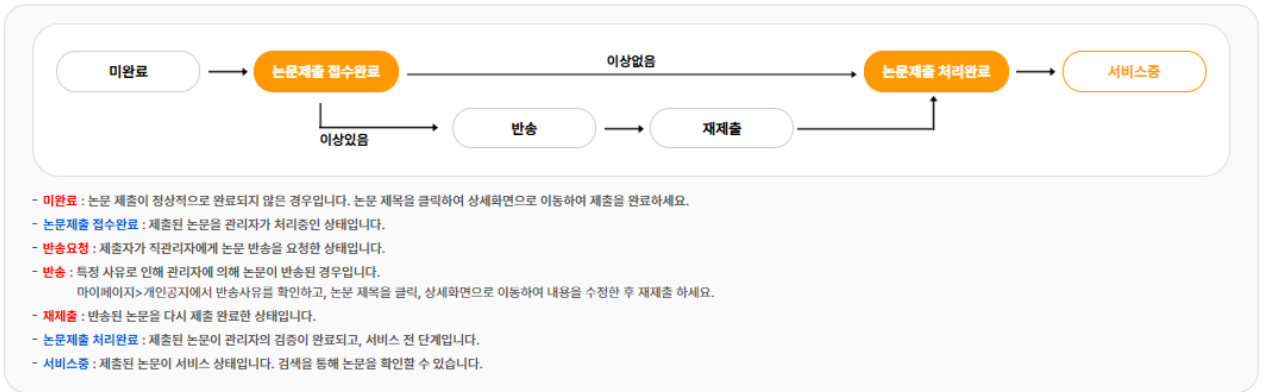 미완료
논문제출 접수완료
이상없음
논문제출 처리완료
서비스중
이상있음
반송
재제출
- 미완료 : 논문 제출이 정상적으로 완료되지 않은 경우입니다. 논문 제목을 클릭하여 상세화면으로 이동하여 제출을 완료하세요.
- 논문제출 접수완료 : 제출된 논문을 관리자가 처리중인 상태입니다.
- 반송요청 : 제출자가 직관리자에게 논문 반송을 요청한 상태입니다.
- 반송 : 특정 사유로 인해 관리자에 의해 논문이 반송된 경우입니다.
마이페이지>개인공지에서 반송사유를 확인하고, 논문 제목을 클릭, 상세화면으로 이동하여 내용을 수정한 후 재제출 하세요.
- 재제출 : 반송된 논문을 다시 제출 완료한 상태입니다.
- 논문제출 처리완료 : 제출된 논문이 관리자의 검증이 완료되고, 서비스 전 단계입니다.
- 서비스중 : 제출된 논문이 서비스 상태입니다. 검색을 통해 논문을 확인할 수 있습니다.